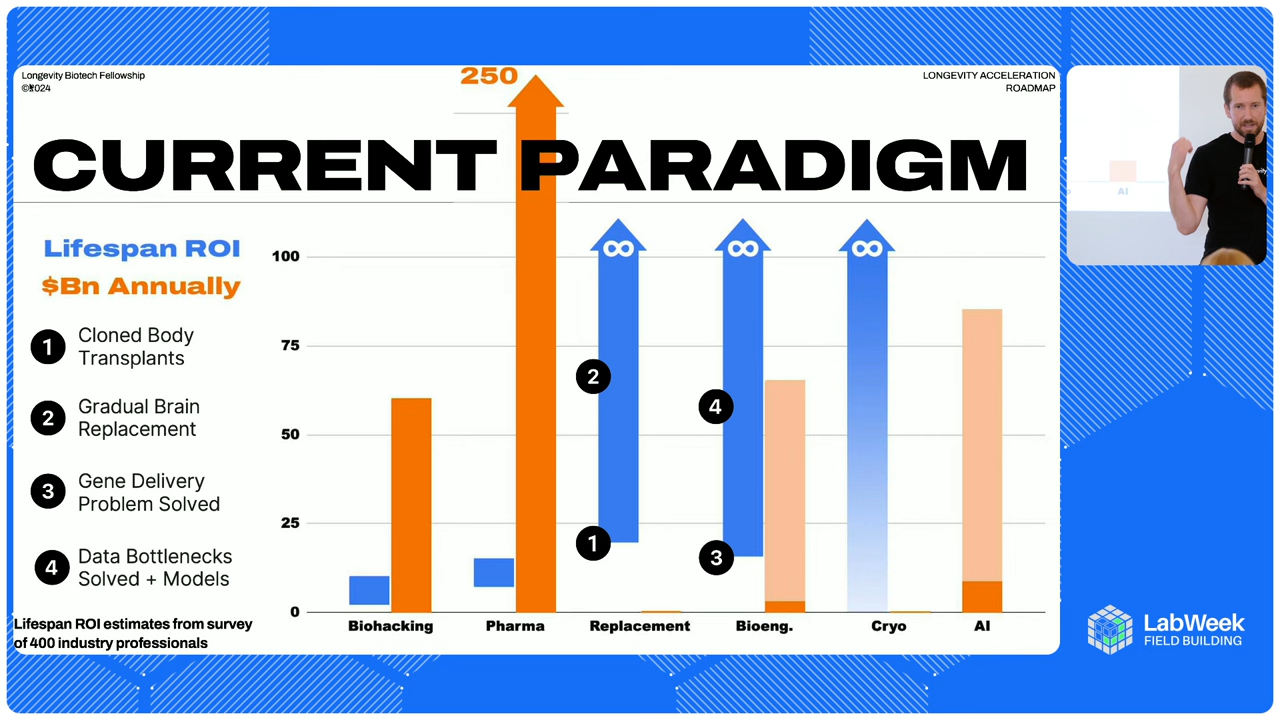 Longevity Biotech Fellowship
©2024
LONGEVITY ACCELERATION
ROADMAP
250
CURRENT PARADIGM
Lifespan ROI
$Bn Annually
1 Cloned Body
Transplants
2 Gradual Brain
Replacement
3 Gene Delivery
Problem Solved
4 Data Bottlenecks
Solved + Models
Lifespan ROI estimates from survey
of 400 industry professionals
100
75
50
25
0
∞ ∞ ∞
2
4
1
3
Biohacking Pharma Replacement Bioeng. Cryo AI
AI
LabWeek
FIELD BUILDING